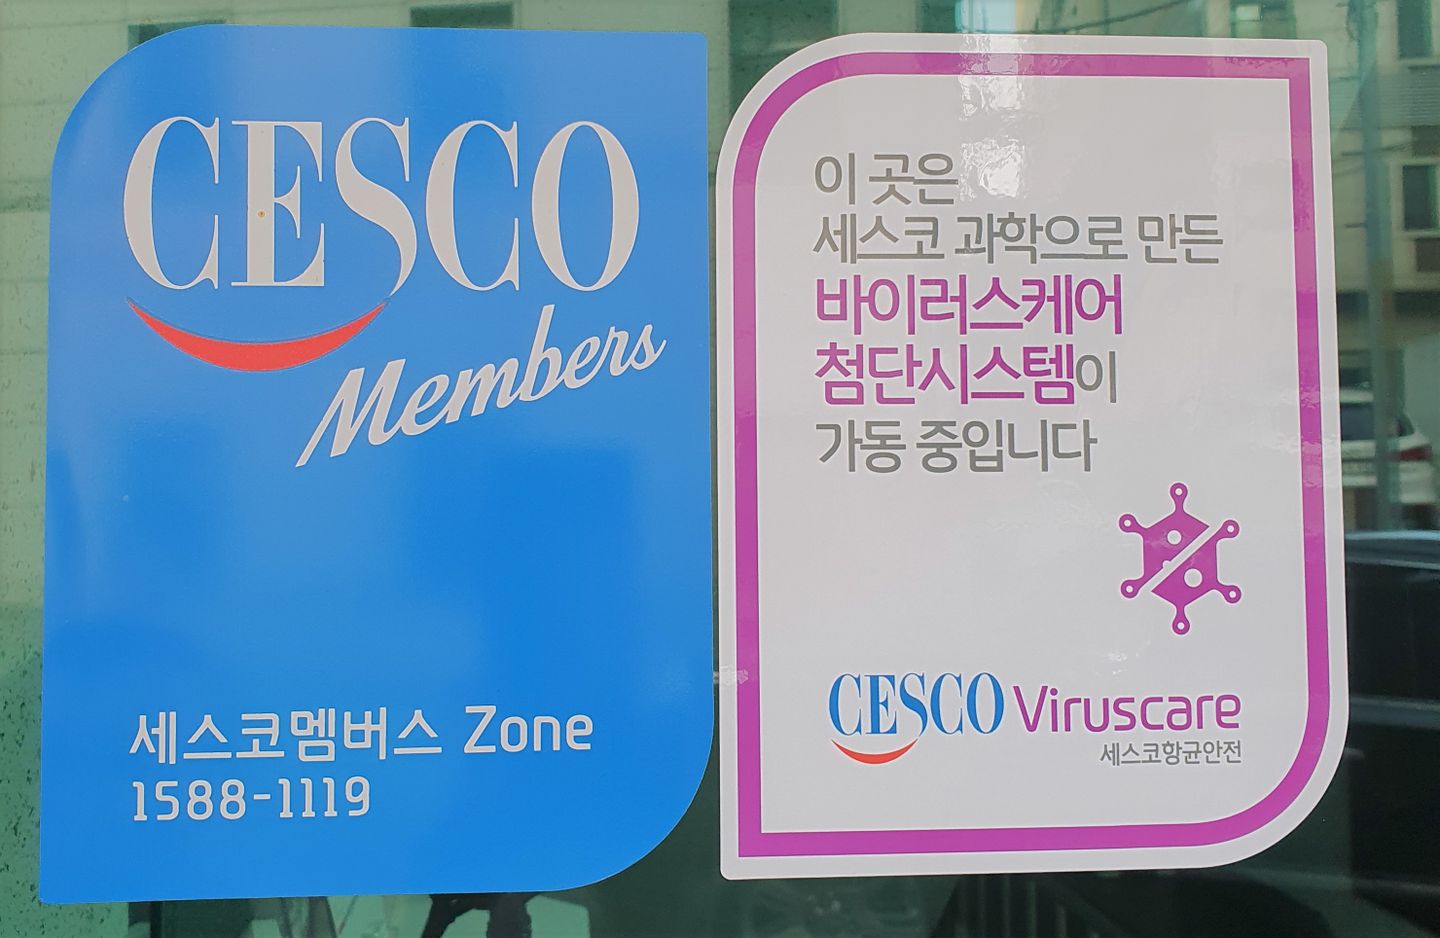 CESCO
Members
세스코멤버스 Zone
1588-1119
이 곳은
세스코 과학으로 만든
바이러스케어
첨단시스템이
가동 중입니다
CESCO Viruscare
세스코항균안전